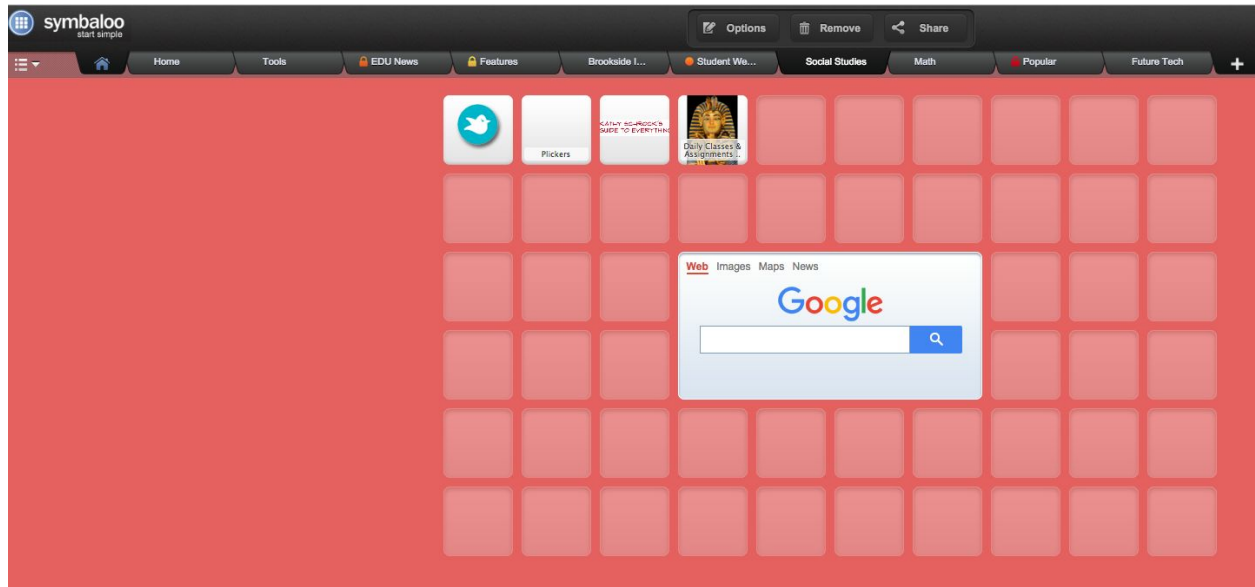 symbaloo
start simple
Options
Remove
Share
Home
Tools
EDU News
Features
Brookside I...
Student We...
Social Studies
Math
Popular
Future Tech
+
Plickers
KATHY SCHROCK'S
GUIDE TO EVERYTHING
Daily Classes &
Assignments ..
Web Images Maps News
Google